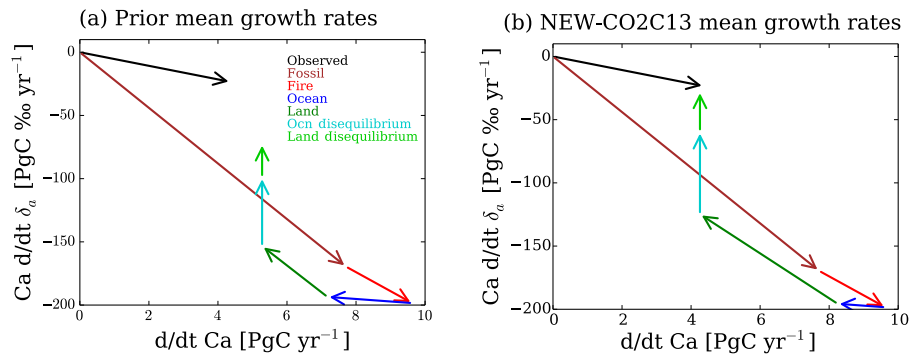 (a) Prior mean growth rates
Ca d/dt δₐ [PgC ‰ yr⁻¹]
0
−50
−100
−150
−200
Observed
Fossil
Fire
Ocean
Land
Ocn disequilibrium
Land disequilibrium
0 2 4 6 8 10
d/dt Ca [PgC yr⁻¹]
(b) NEW-CO2C13 mean growth rates
Ca d/dt δₐ [PgC ‰ yr⁻¹]
0
−50
−100
−150
−200
0 2 4 6 8 10
d/dt Ca [PgC yr⁻¹]